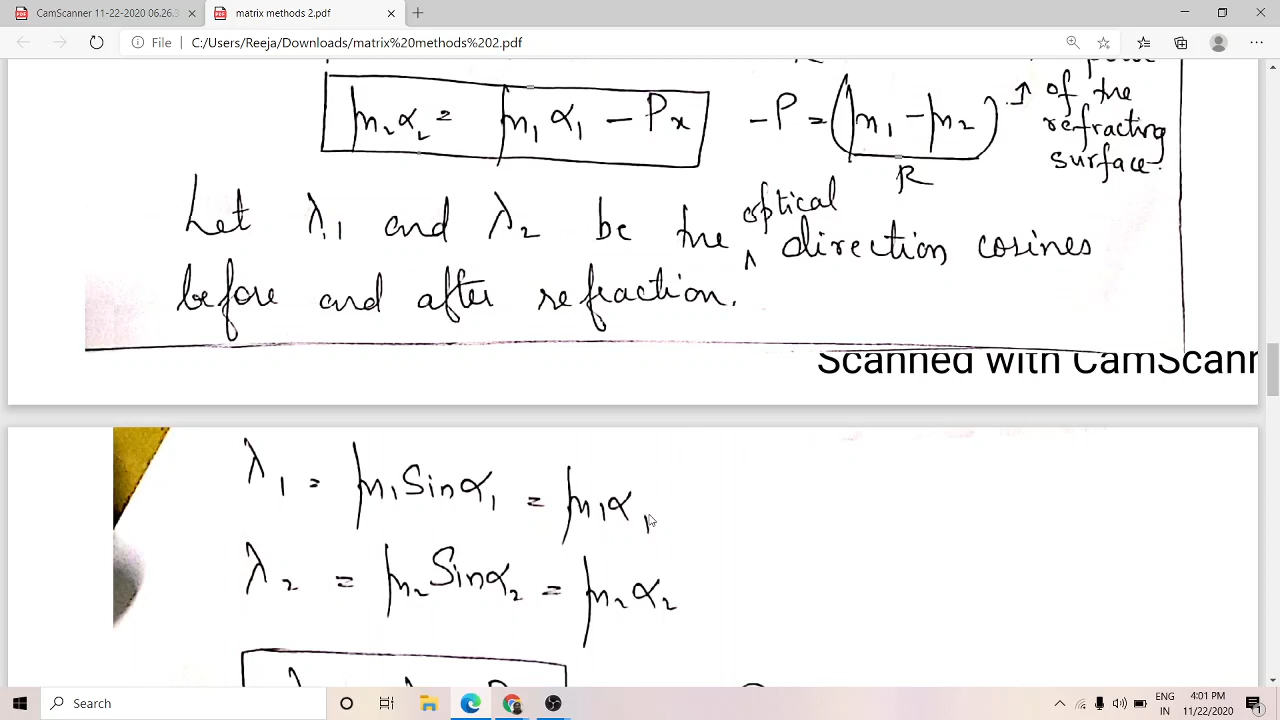 CamScanner 11-22-2020 06.26.3
matrix methods 2.pdf
File C:/Users/Reeja/Downloads/matrix%20methods%202.pdf
μ₂α₂ = μ₁α₁ − Px
−P = (μ₁ − μ₂)
R
of the
refracting
surface.
Let λ₁ and λ₂ be the optical direction cosines
before and after refraction.
Scanned with CamScann
λ₁ = μ₁Sinα₁ = μ₁α₁
λ₂ = μ₂Sinα₂ = μ₂α₂
Search
ENG
IN
4:01 PM
11/22/2020